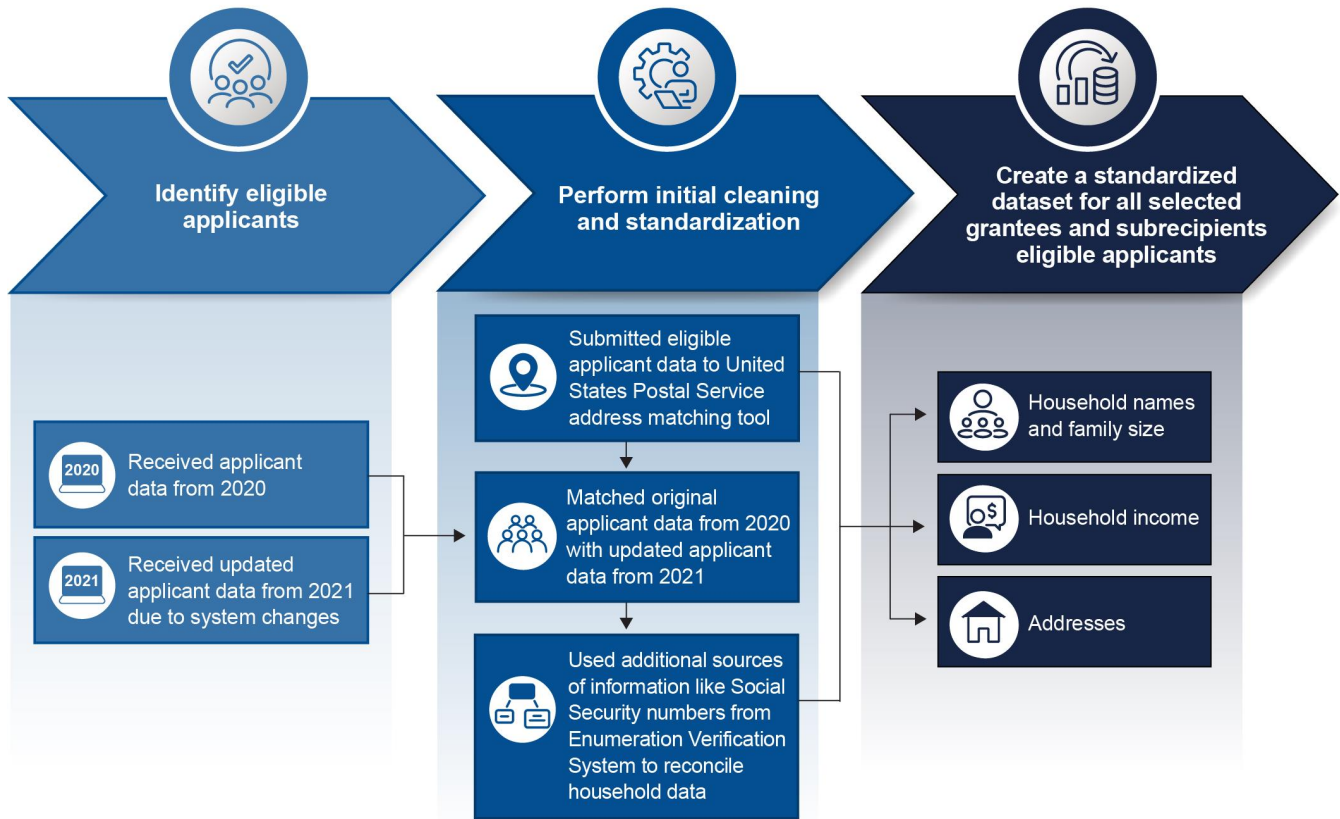 Identify eligible
applicants
Perform initial cleaning
and standardization
Create a standardized
dataset for all selected
grantees and subrecipients
eligible applicants
2020
Received applicant
data from 2020
2021
Received updated
applicant data from 2021
due to system changes
Submitted eligible
applicant data to United
States Postal Service
address matching tool
Matched original
applicant data from 2020
with updated applicant
data from 2021
Used additional sources
of information like Social
Security numbers from
Enumeration Verification
System to reconcile
household data
Household names
and family size
$
Household income
Addresses